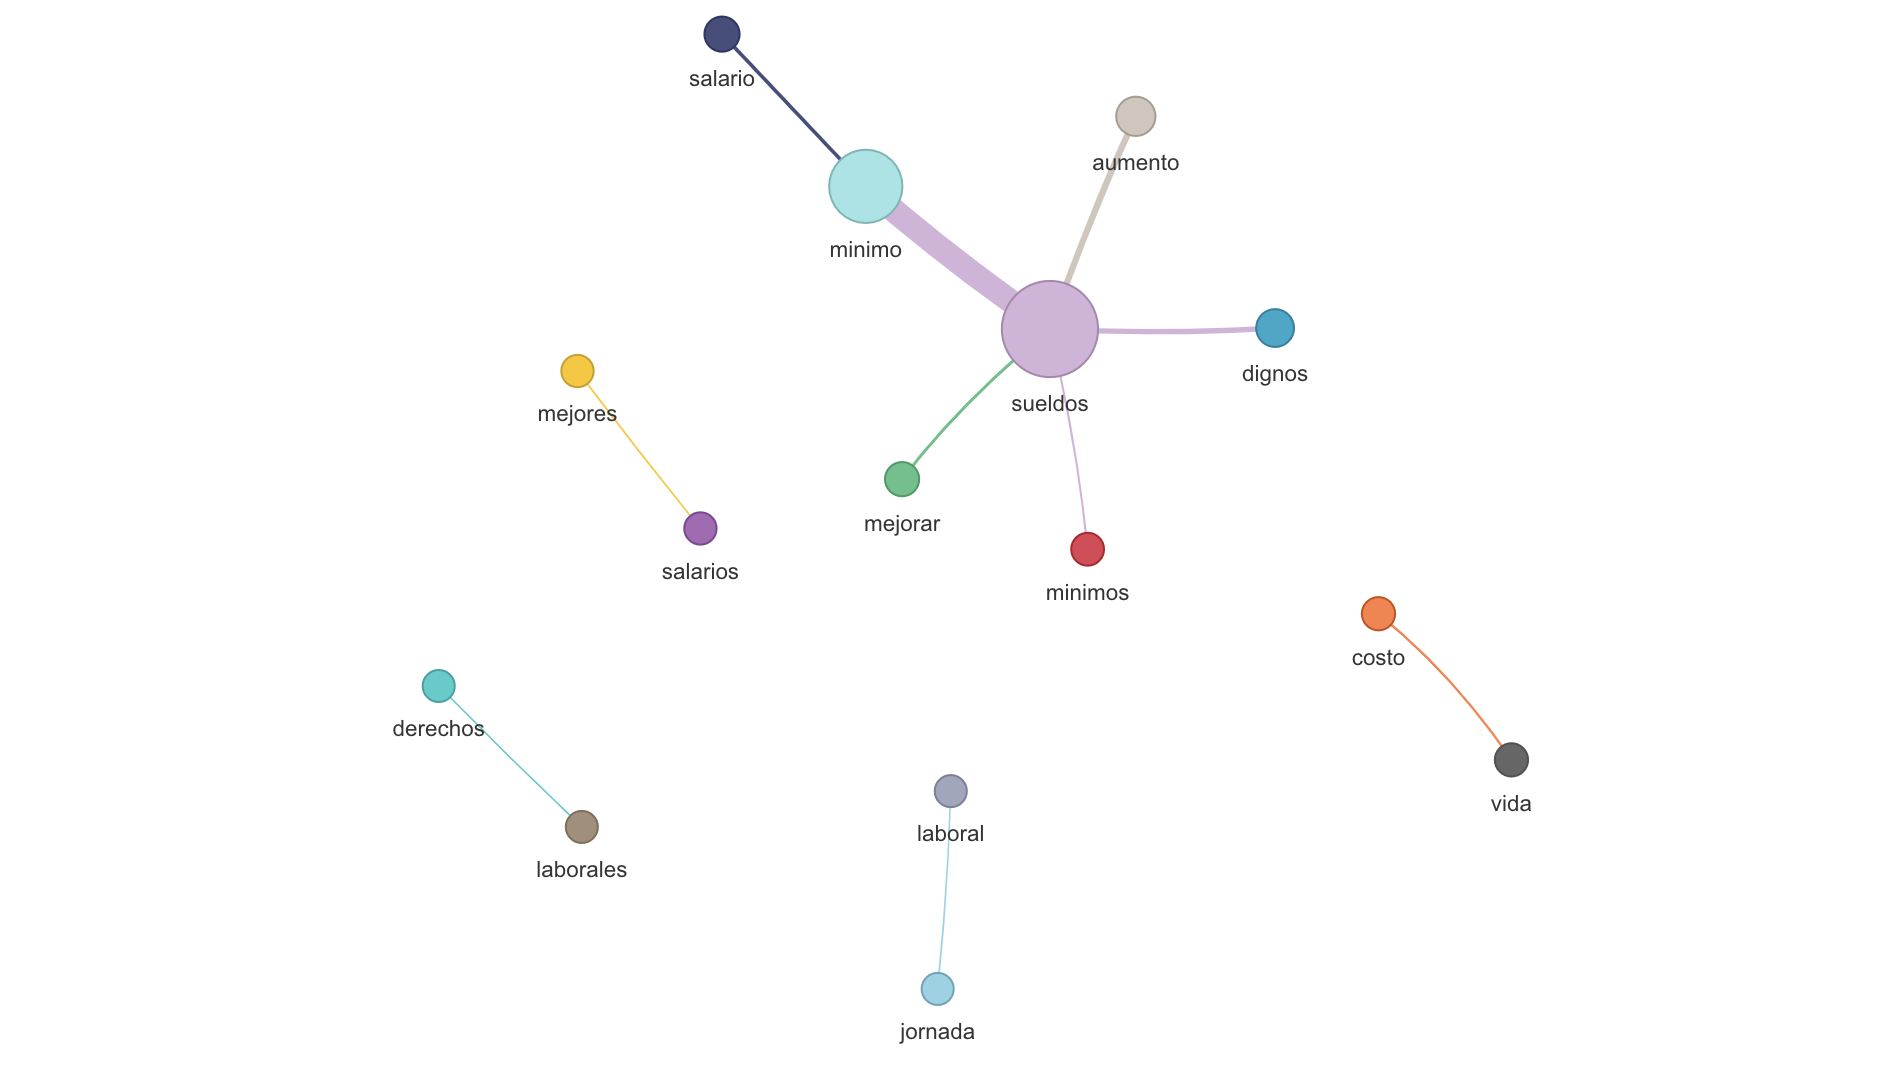 salario
aumento
minimo
dignos
sueldos
mejores
mejorar
salarios
minimos
costo
derechos
vida
laboral
laborales
jornada